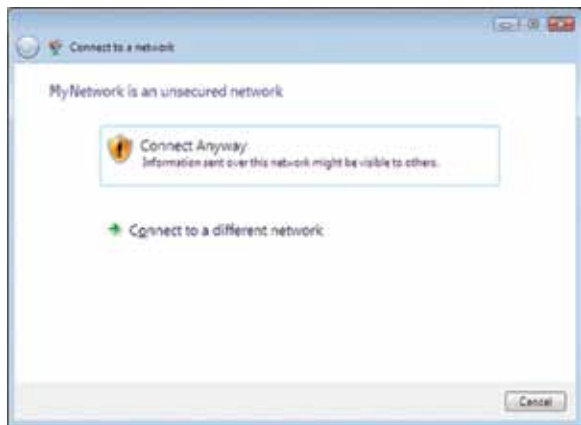 Connect to a network
MyNetwork is an unsecured network
Connect Anyway
Information sent over this network might be visible to others.
Connect to a different network
Cancel